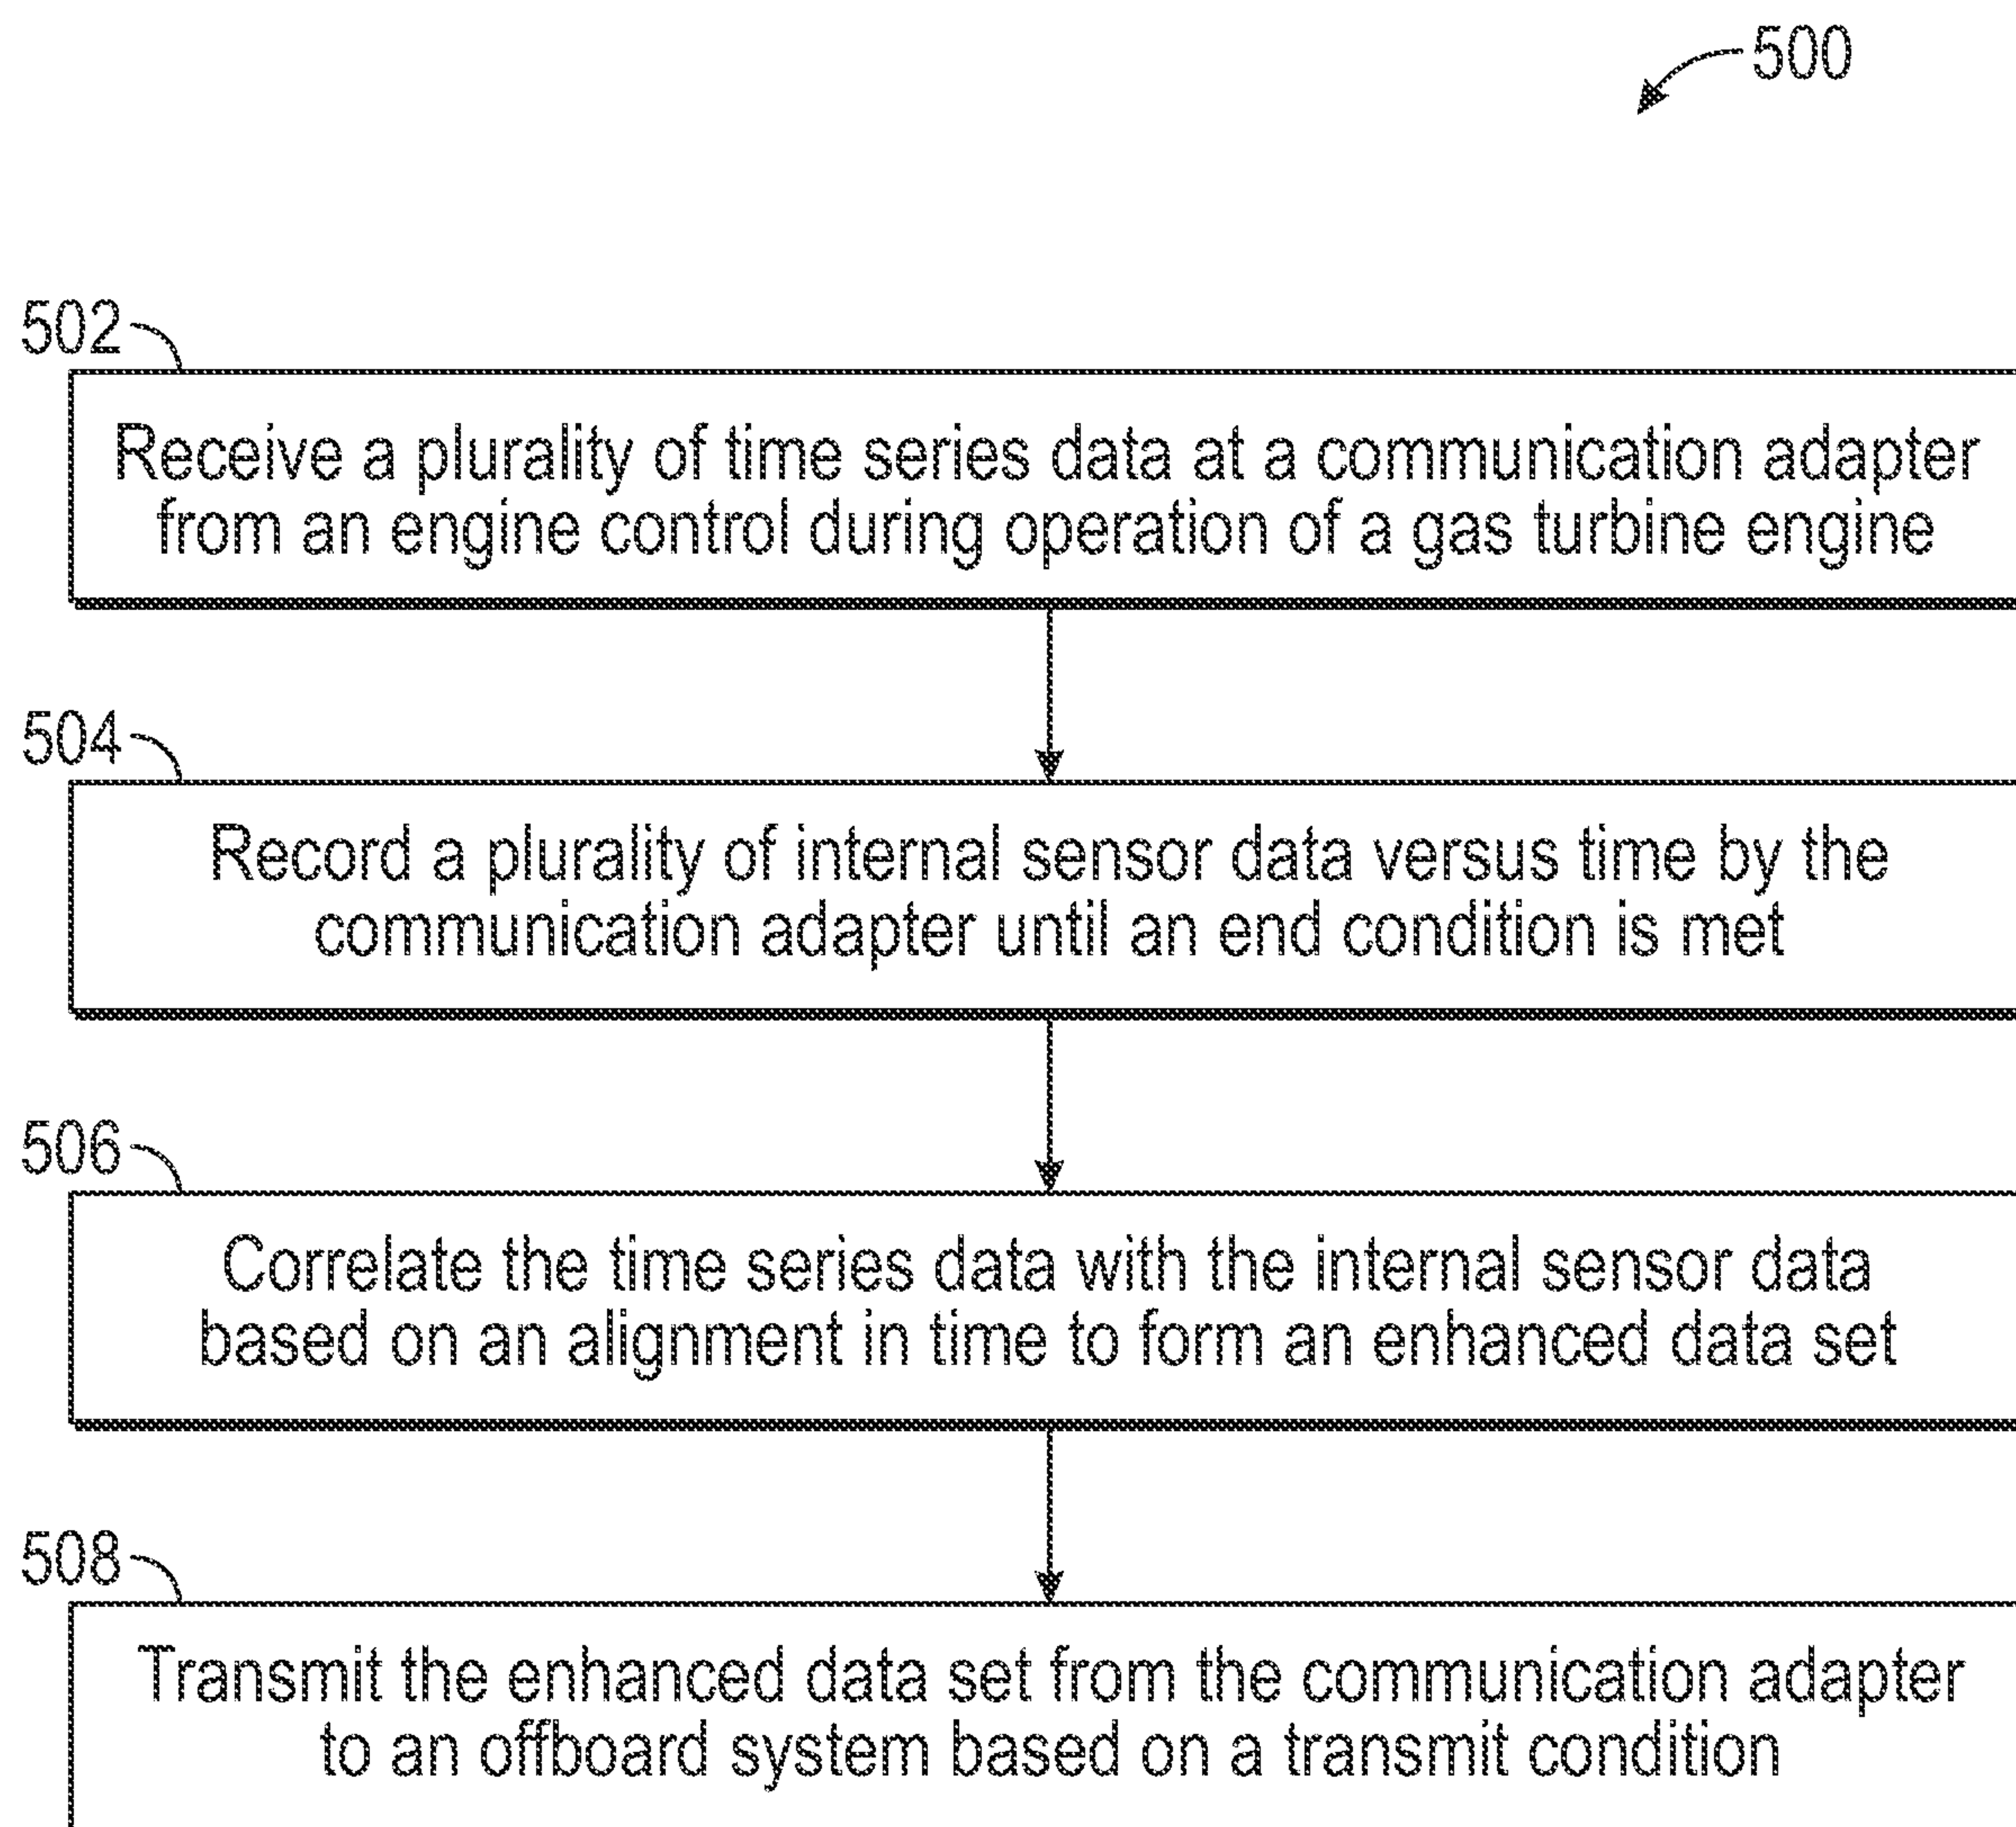 500
502
Receive a plurality of time series data at a communication adapter
from an engine control during operation of a gas turbine engine
504
Record a plurality of internal sensor data versus time by the
communication adapter until an end condition is met
506
Correlate the time series data with the internal sensor data
based on an alignment in time to form an enhanced data set
508
Transmit the enhanced data set from the communication adapter
to an offboard system based on a transmit condition